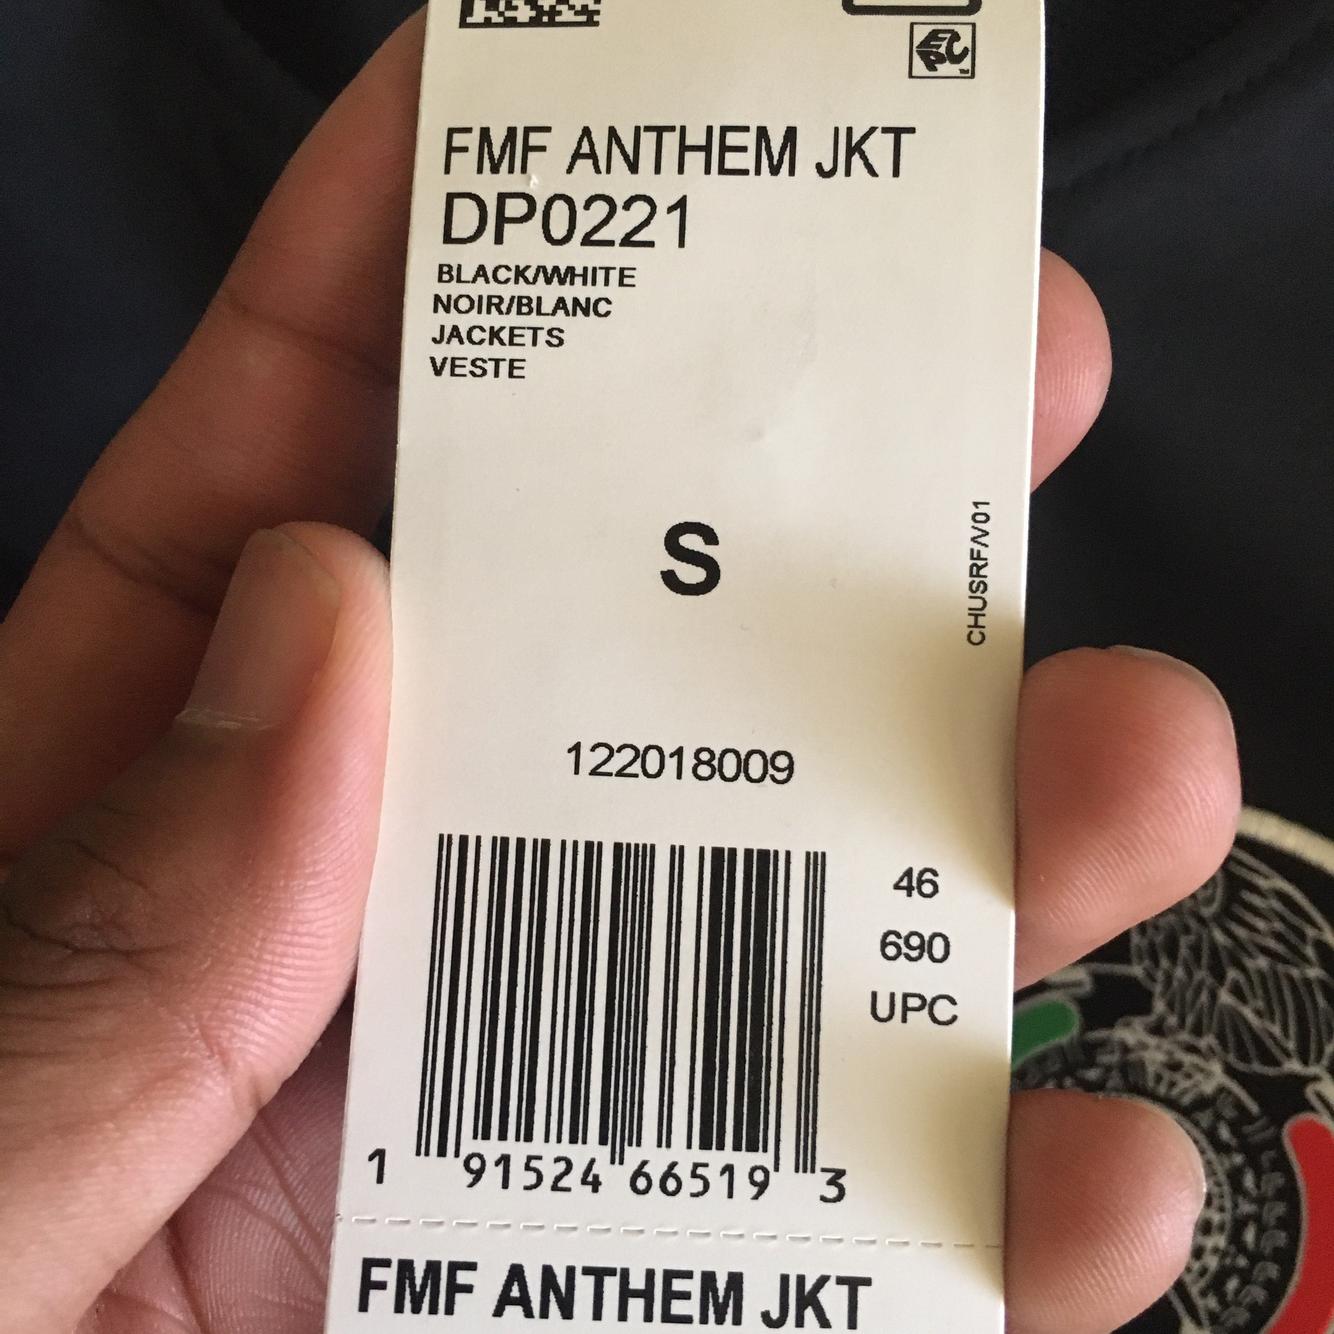 EPC
FMF ANTHEM JKT
DP0221
BLACK/WHITE
NOIR/BLANC
JACKETS
VESTE
S
CHUSRF/V01
122018009
46
690
UPC
1 91524 66519 3
FMF ANTHEM JKT